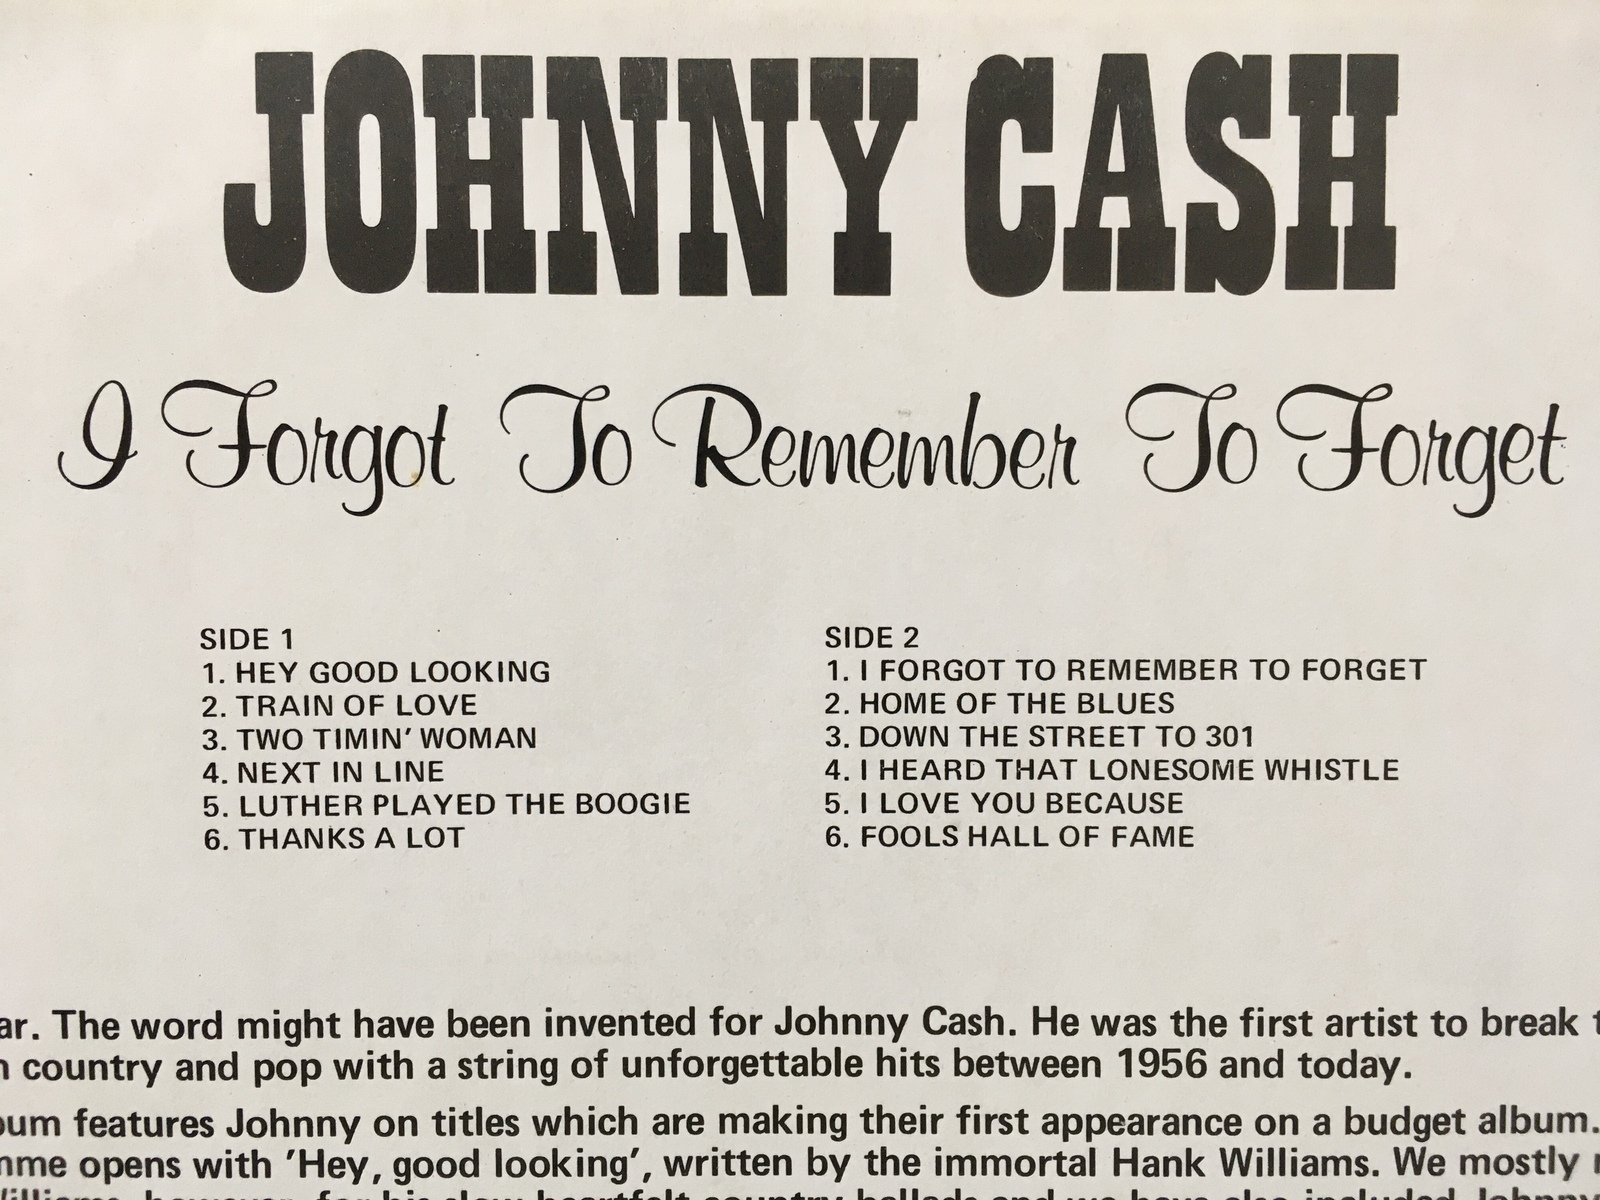 JOHNNY CASH
I Forgot To Remember To Forget
SIDE 1
1. HEY GOOD LOOKING
2. TRAIN OF LOVE
3. TWO TIMIN' WOMAN
4. NEXT IN LINE
5. LUTHER PLAYED THE BOOGIE
6. THANKS A LOT
SIDE 2
1. I FORGOT TO REMEMBER TO FORGET
2. HOME OF THE BLUES
3. DOWN THE STREET TO 301
4. I HEARD THAT LONESOME WHISTLE
5. I LOVE YOU BECAUSE
6. FOOLS HALL OF FAME
ar. The word might have been invented for Johnny Cash. He was the first artist to break
country and pop with a string of unforgettable hits between 1956 and today.
features Johnny on titles which are making their first appearance on a budget album.
opens with 'Hey, good looking', written by the immortal Hank Williams. We mostly